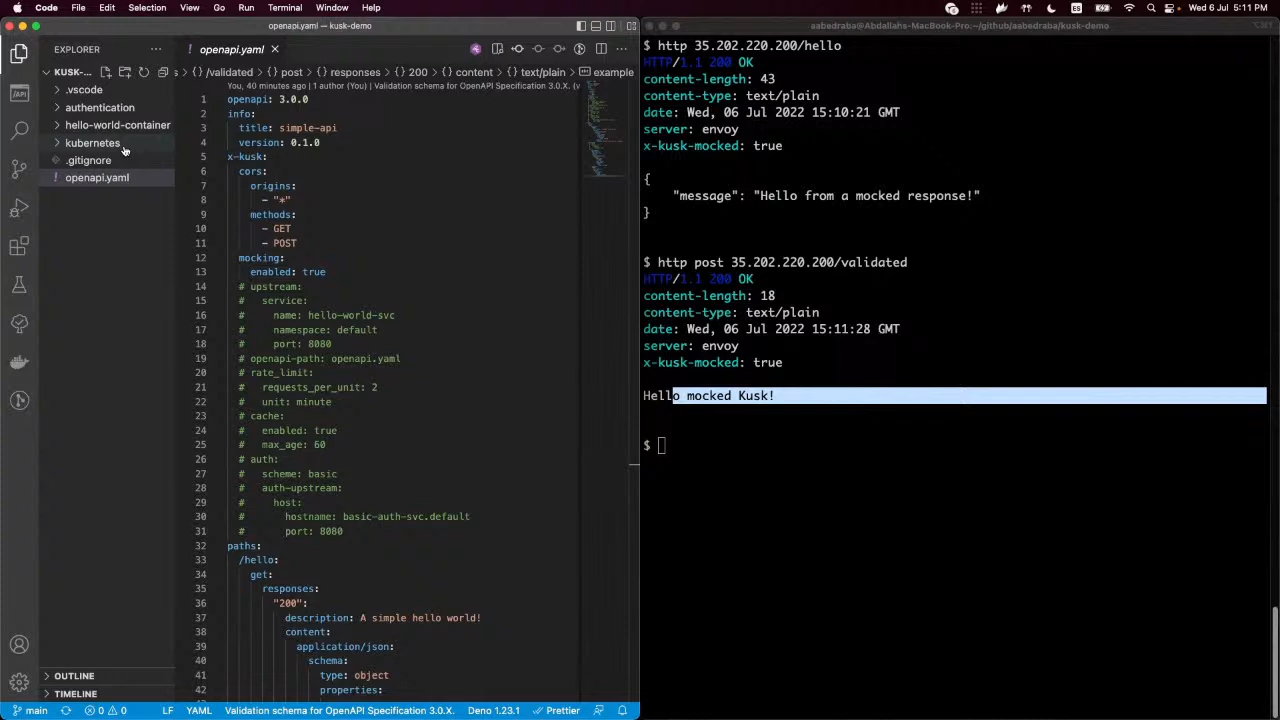 Code File Edit Selection View Go Run Terminal Window Help ES Wed 6 Jul 5:11 PM
openapi.yaml — kusk-demo
aabedraba@Abdallahs-MacBook-Pro:~/github/aabedraba/kusk-demo
EXPLORER
openapi.yaml
KUSK-...
/validated > post > responses > 200 > content > text/plain > example
You, 40 minutes ago | 1 author (You) | Validation schema for OpenAPI Specification 3.0.X. (v
.vscode
authentication
hello-world-container
kubernetes
.gitignore
openapi.yaml
1 openapi: 3.0.0
2 info:
3 title: simple-api
4 version: 0.1.0
5 x-kusk:
6 cors:
7 origins:
8 - "*"
9 methods:
10 - GET
11 - POST
12 mocking:
13 enabled: true
14 # upstream:
15 # service:
16 # name: hello-world-svc
17 # namespace: default
18 # port: 8080
19 # openapi-path: openapi.yaml
20 # rate_limit:
21 # requests_per_unit: 2
22 # unit: minute
23 # cache:
24 # enabled: true
25 # max_age: 60
26 # auth:
27 # scheme: basic
28 # auth-upstream:
29 # host:
30 # hostname: basic-auth-svc.default
31 # port: 8080
32 paths:
33 /hello:
34 get:
35 responses:
36 "200":
37 description: A simple hello world!
38 content:
39 application/json:
40 schema:
41 type: object
42 properties:
OUTLINE
TIMELINE
main 0 0 LF YAML Validation schema for OpenAPI Specification 3.0.X. Deno 1.23.1 Prettier
$ http 35.202.220.200/hello
HTTP/1.1 200 OK
content-length: 43
content-type: text/plain
date: Wed, 06 Jul 2022 15:10:21 GMT
server: envoy
x-kusk-mocked: true
{
"message": "Hello from a mocked response!"
}
$ http post 35.202.220.200/validated
HTTP/1.1 200 OK
content-length: 18
content-type: text/plain
date: Wed, 06 Jul 2022 15:11:28 GMT
server: envoy
x-kusk-mocked: true
Hello mocked Kusk!
$